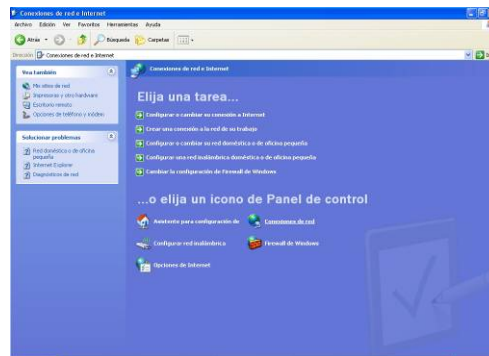 Conexiones de red e Internet
Archivo Edición Ver Favoritos Herramientas Ayuda
Atrás Búsqueda Carpetas
Dirección Conexiones de red e Internet
Vea también
Mis sitios de red
Impresoras y otro hardware
Escritorio remoto
Opciones de teléfono y módem
Solucionar problemas
Red doméstica o de oficina
pequeña
Internet Explorer
Diagnósticos de red
Conexiones de red e Internet
Elija una tarea...
Configurar o cambiar su conexión a Internet
Crear una conexión a la red de su trabajo
Configurar o cambiar su red doméstica o de oficina pequeña
Configurar una red inalámbrica doméstica o de oficina pequeña
Cambiar la configuración de Firewall de Windows
...o elija un icono de Panel de control
Asistente para configuración de
Conexiones de red
Configurar red inalámbrica
Firewall de Windows
Opciones de Internet